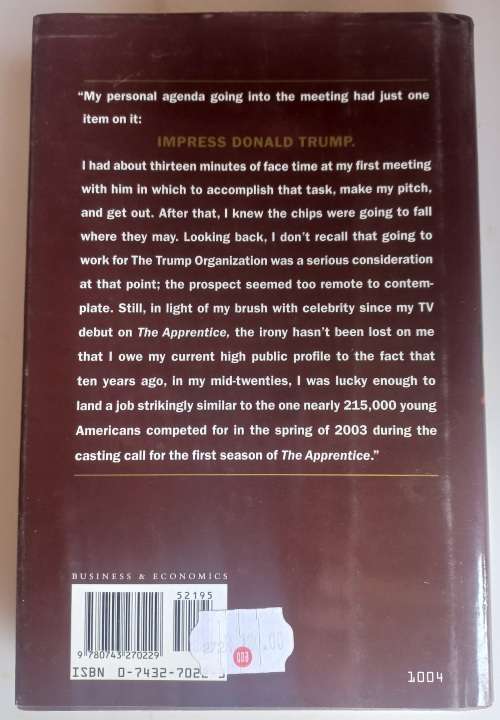 “My personal agenda going into the meeting had just one
item on it:
IMPRESS DONALD TRUMP.
I had about thirteen minutes of face time at my first meeting
with him in which to accomplish that task, make my pitch,
and get out. After that, I knew the chips were going to fall
where they may. Looking back, I don’t recall that going to
work for The Trump Organization was a serious consideration
at that point; the prospect seemed too remote to contem-
plate. Still, in light of my brush with celebrity since my TV
debut on The Apprentice, the irony hasn’t been lost on me
that I owe my current high public profile to the fact that
ten years ago, in my mid-twenties, I was lucky enough to
land a job strikingly similar to the one nearly 215,000 young
Americans competed for in the spring of 2003 during the
casting call for the first season of The Apprentice.”
BUSINESS & ECONOMICS
52195
9 780743 270229
ISBN 0-7432-
1004